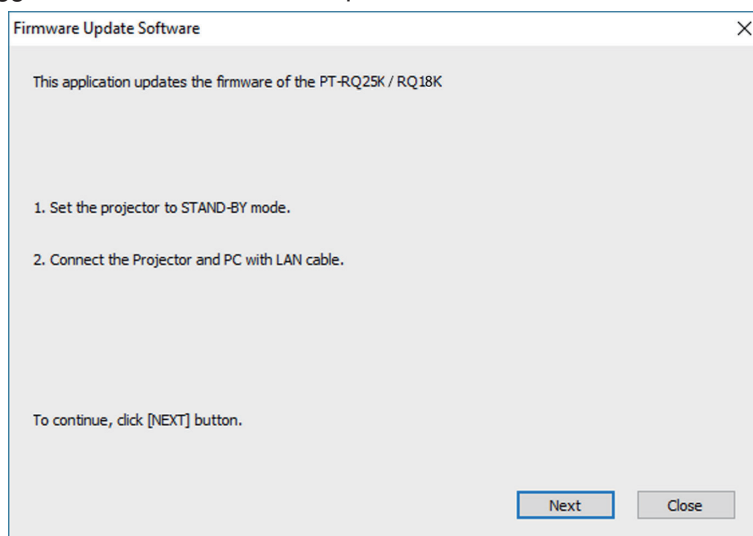 Firmware Update Software
This application updates the firmware of the PT-RQ25K / RQ18K
1. Set the projector to STAND-BY mode.
2. Connect the Projector and PC with LAN cable.
To continue, click [NEXT] button.
Next Close